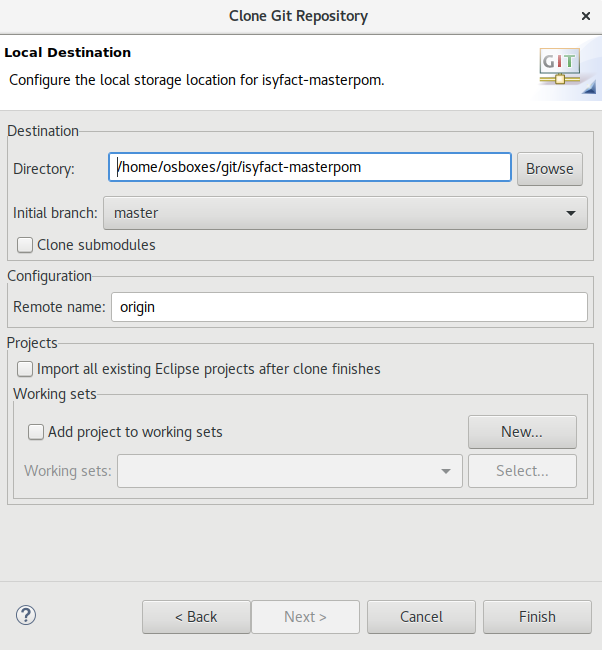 Clone Git Repository ×
Local Destination
Configure the local storage location for isyfact-masterpom.
GIT
Destination
Directory: /home/osboxes/git/isyfact-masterpom Browse
Initial branch: master
Clone submodules
Configuration
Remote name: origin
Projects
Import all existing Eclipse projects after clone finishes
Working sets
Add project to working sets New...
Working sets: Select...
? < Back Next > Cancel Finish